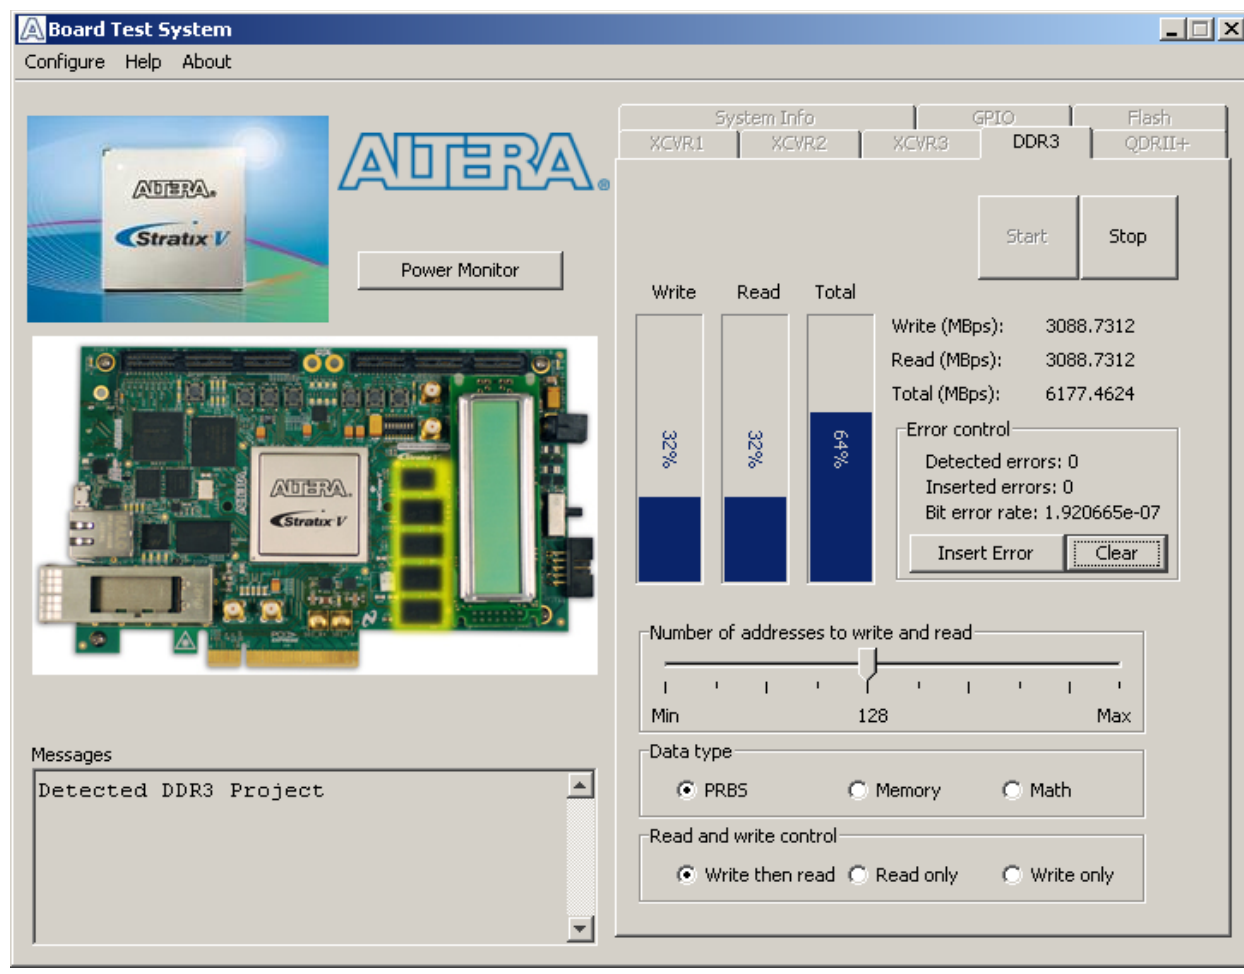 Board Test System
Configure Help About
System Info GPIO Flash
XCVR1 XCVR2 XCVR3 DDR3 QDRII+
ALTERA®
ALTERA.
Stratix V
Power Monitor
Start Stop
Write Read Total
32% 32% 64%
Write (MBps): 3088.7312
Read (MBps): 3088.7312
Total (MBps): 6177.4624
Error control
Detected errors: 0
Inserted errors: 0
Bit error rate: 1.920665e-07
Insert Error Clear
ALTERA.
Stratix V
Number of addresses to write and read
Min 128 Max
Data type
PRBS Memory Math
Read and write control
Write then read Read only Write only
Messages
Detected DDR3 Project